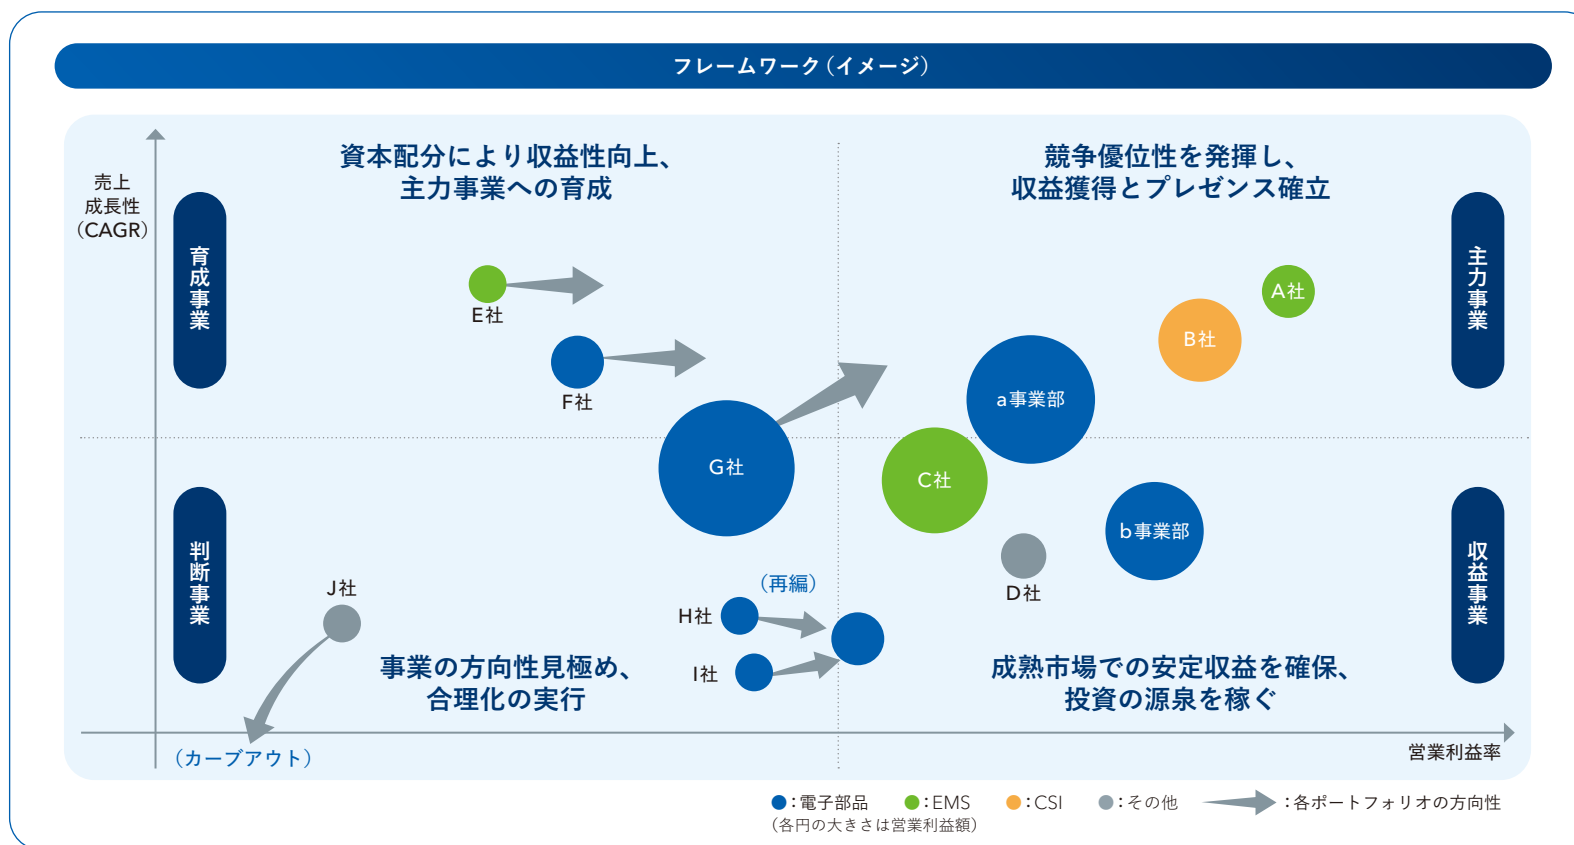 フレームワーク（イメージ）
資本配分により収益性向上、
主力事業への育成
競争優位性を発揮し、
収益獲得とプレゼンス確立
売上
成長性
（CAGR）
育成事業
主力事業
E社
F社
G社
A社
B社
a事業部
C社
b事業部
D社
判断事業
収益事業
J社
（再編）
H社
I社
事業の方向性見極め、
合理化の実行
成熟市場での安定収益を確保、
投資の源泉を稼ぐ
（カーブアウト）
営業利益率
：電子部品 ：EMS ：CSI ：その他 ：各ポートフォリオの方向性
（各円の大きさは営業利益額）